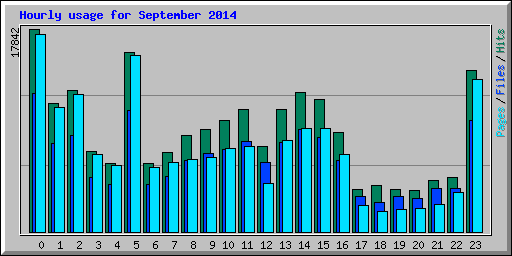 Hourly usage for September 2014
17842
Pages/Files/Hits
0 1 2 3 4 5 6 7 8 9 10 11 12 13 14 15 16 17 18 19 20 21 22 23